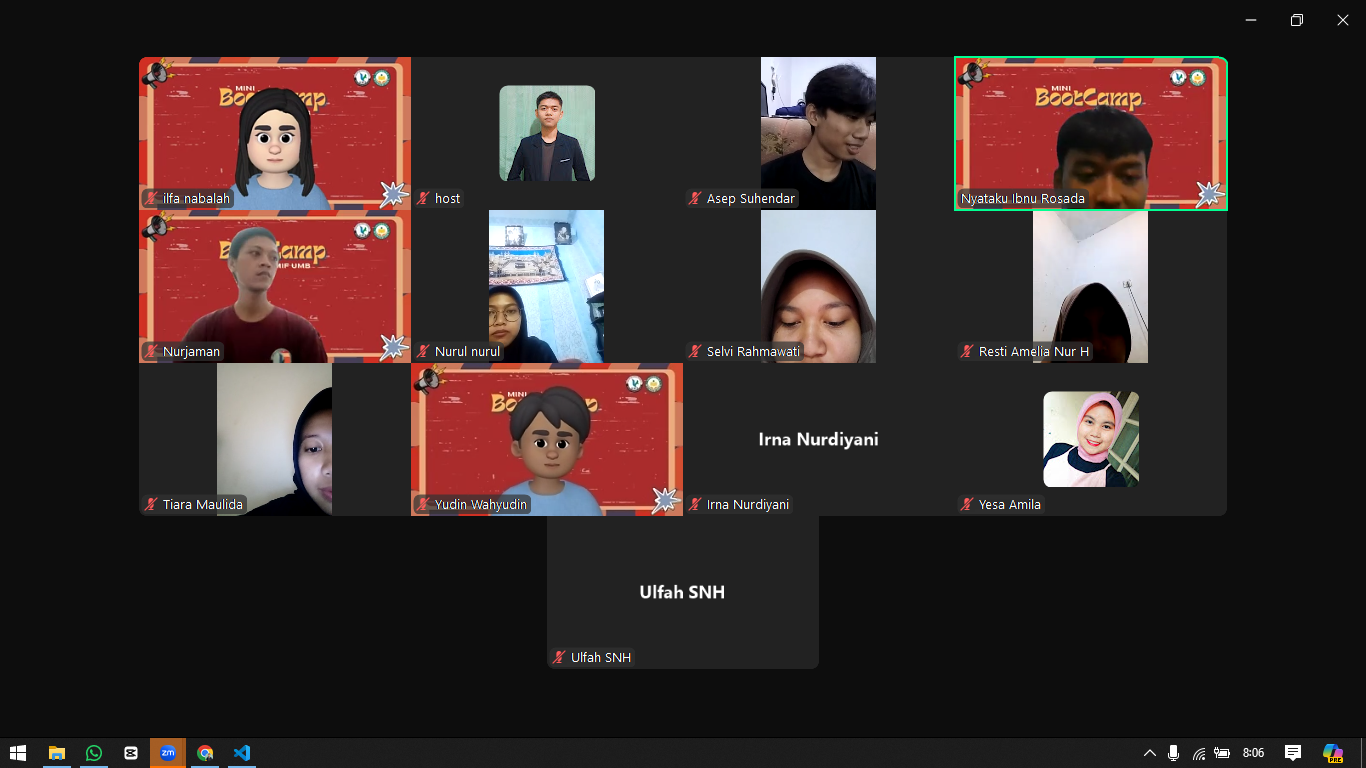 MINI
BootCamp
ilfa nabalah
host
Asep Suhendar
MINI
BootCamp
Nyataku Ibnu Rosada
MIF UMB
Nurjaman
Nurul nurul
Selvi Rahmawati
Resti Amelia Nur H
MINI
Tiara Maulida
Yudin Wahyudin
Irna Nurdiyani
Irna Nurdiyani
Yesa Amila
Ulfah SNH
Ulfah SNH
zm
8:06
PRE